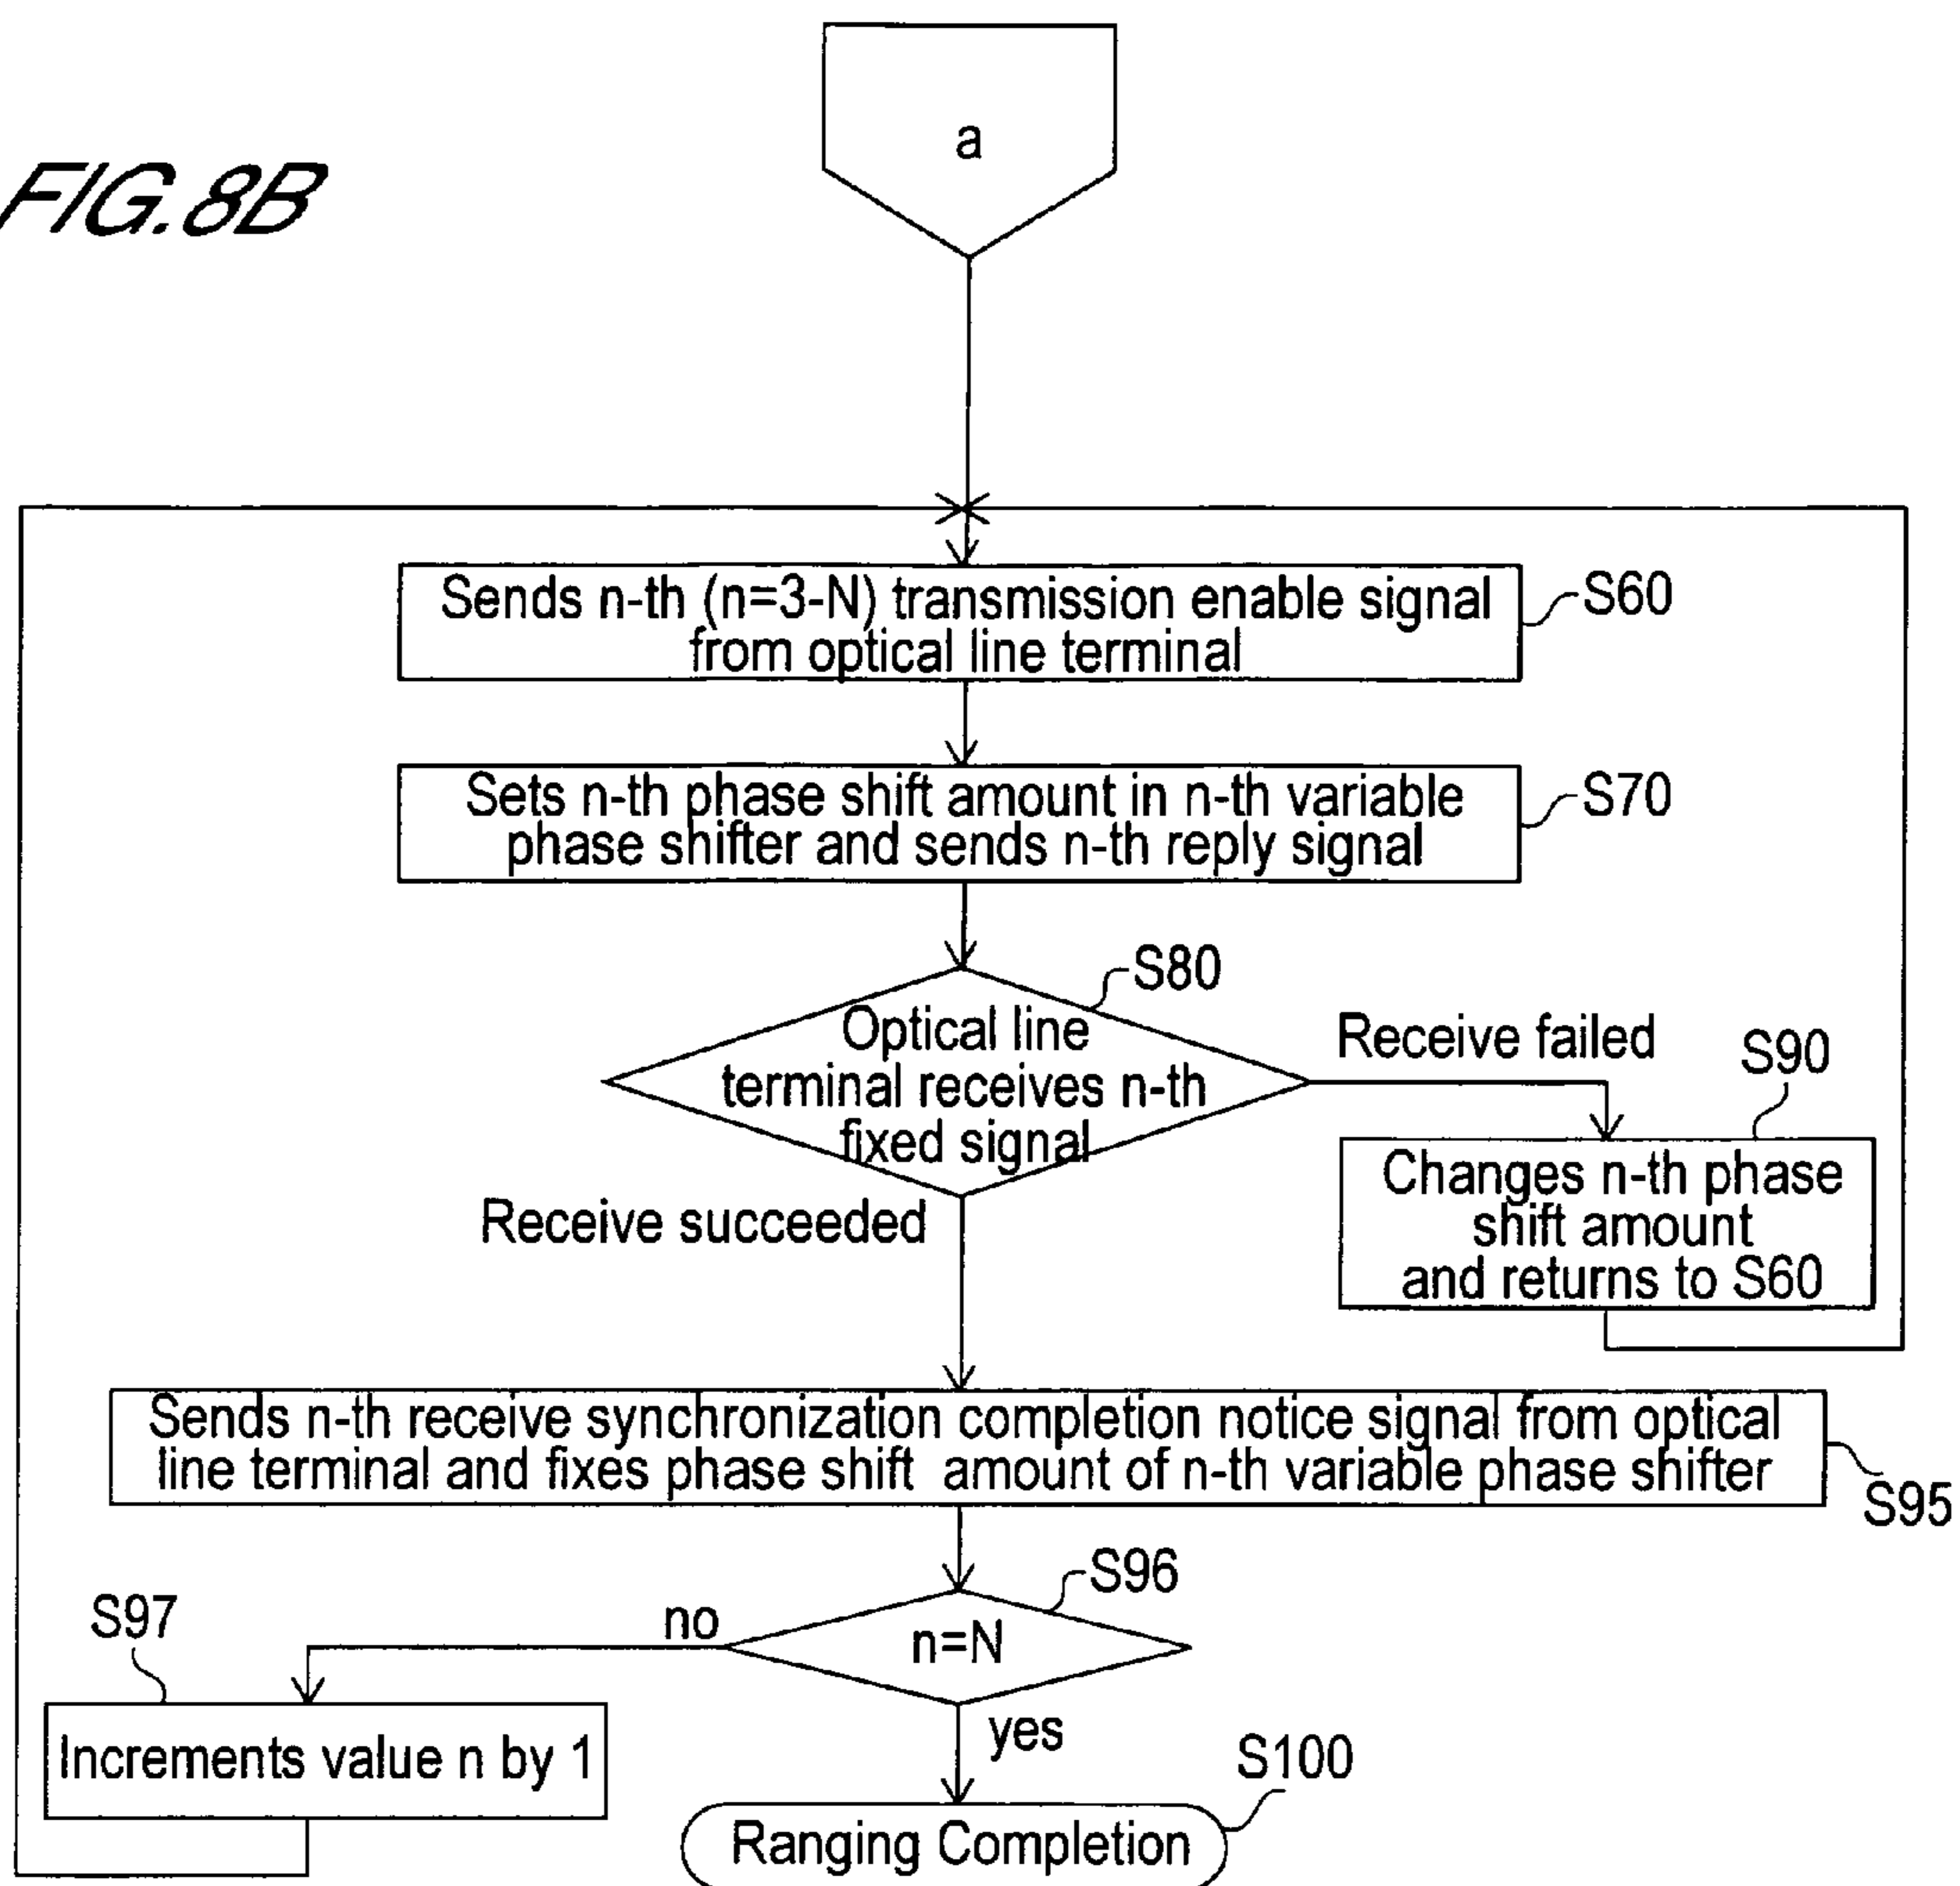 FIG.8B
a
Sends n-th (n=3-N) transmission enable signal
from optical line terminal
S60
Sets n-th phase shift amount in n-th variable
phase shifter and sends n-th reply signal
S70
S80
Optical line
terminal receives n-th
fixed signal
Receive failed
S90
Changes n-th phase
shift amount
and returns to S60
Receive succeeded
Sends n-th receive synchronization completion notice signal from optical
line terminal and fixes phase shift amount of n-th variable phase shifter
S95
S96
n=N
no
S97
Increments value n by 1
yes
S100
Ranging Completion